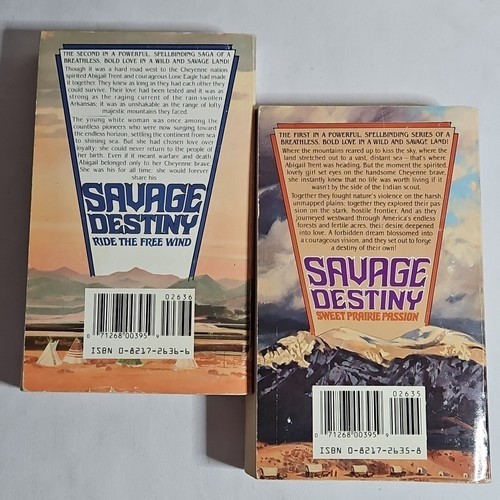 THE SECOND IN A POWERFUL, SPELLBINDING SAGA OF A
BREATHLESS, BOLD LOVE IN A WILD AND SAVAGE LAND!
Though it was a hard road west to the Cheyenne nation
spirited Abigail Trent and courageous Lone Eagle had made
it together. They knew as long as they had each other they
could survive. Their love had been tested and it was as
strong as the raging current of the rain-swollen
Arkansas; it was as unshakable as the range of lofty,
majestic mountains they faced.
The young white woman was once among the
countless pioneers who were now surging toward
the endless horizon, settling the continent from sea
to shining sea. But she had chosen love over
loyalty; she could never return to the people of
her birth. Even if it meant warfare and death
Abigail belonged only to her Cheyenne brave.
She was his for all time; she would forever
share his
SAVAGE
DESTINY
RIDE THE FREE WIND
02636
0 71268 00395 9
ISBN 0-8217-2636-6
THE FIRST IN A POWERFUL, SPELLBINDING SERIES OF A
BREATHLESS, BOLD LOVE IN A WILD AND SAVAGE LAND!
Where the mountains reared up to kiss the sky, where the
land stretched out to a vast, distant sea—that's where
Abigail Trent was heading. But the moment the spirited,
lovely girl set eyes on the handsome Cheyenne brave,
she instantly knew that no life was worth living if it
wasn't by the side of the Indian scout.
Together they fought nature's violence on the harsh,
unmapped plains; together they explored their pas-
sion on the stark, hostile frontier. And as they
journeyed westward through America's endless
forests and fertile acres, their desire deepened
into love. A forbidden dream blossomed into
a courageous vision, and they set out to forge
a destiny of their own!
SAVAGE
DESTINY
SWEET PRAIRIE PASSION
02635
0 71268 00395 9
ISBN 0-8217-2635-8